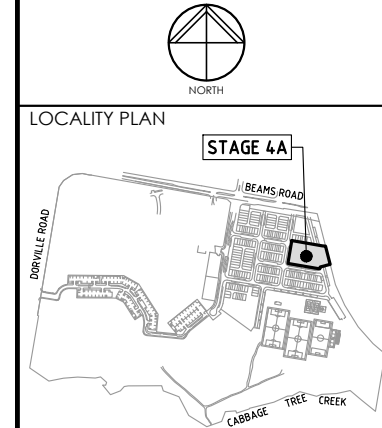 NORTH
LOCALITY PLAN
STAGE 4A
BEAMS ROAD
DORVILLE ROAD
CABBAGE TREE CREEK